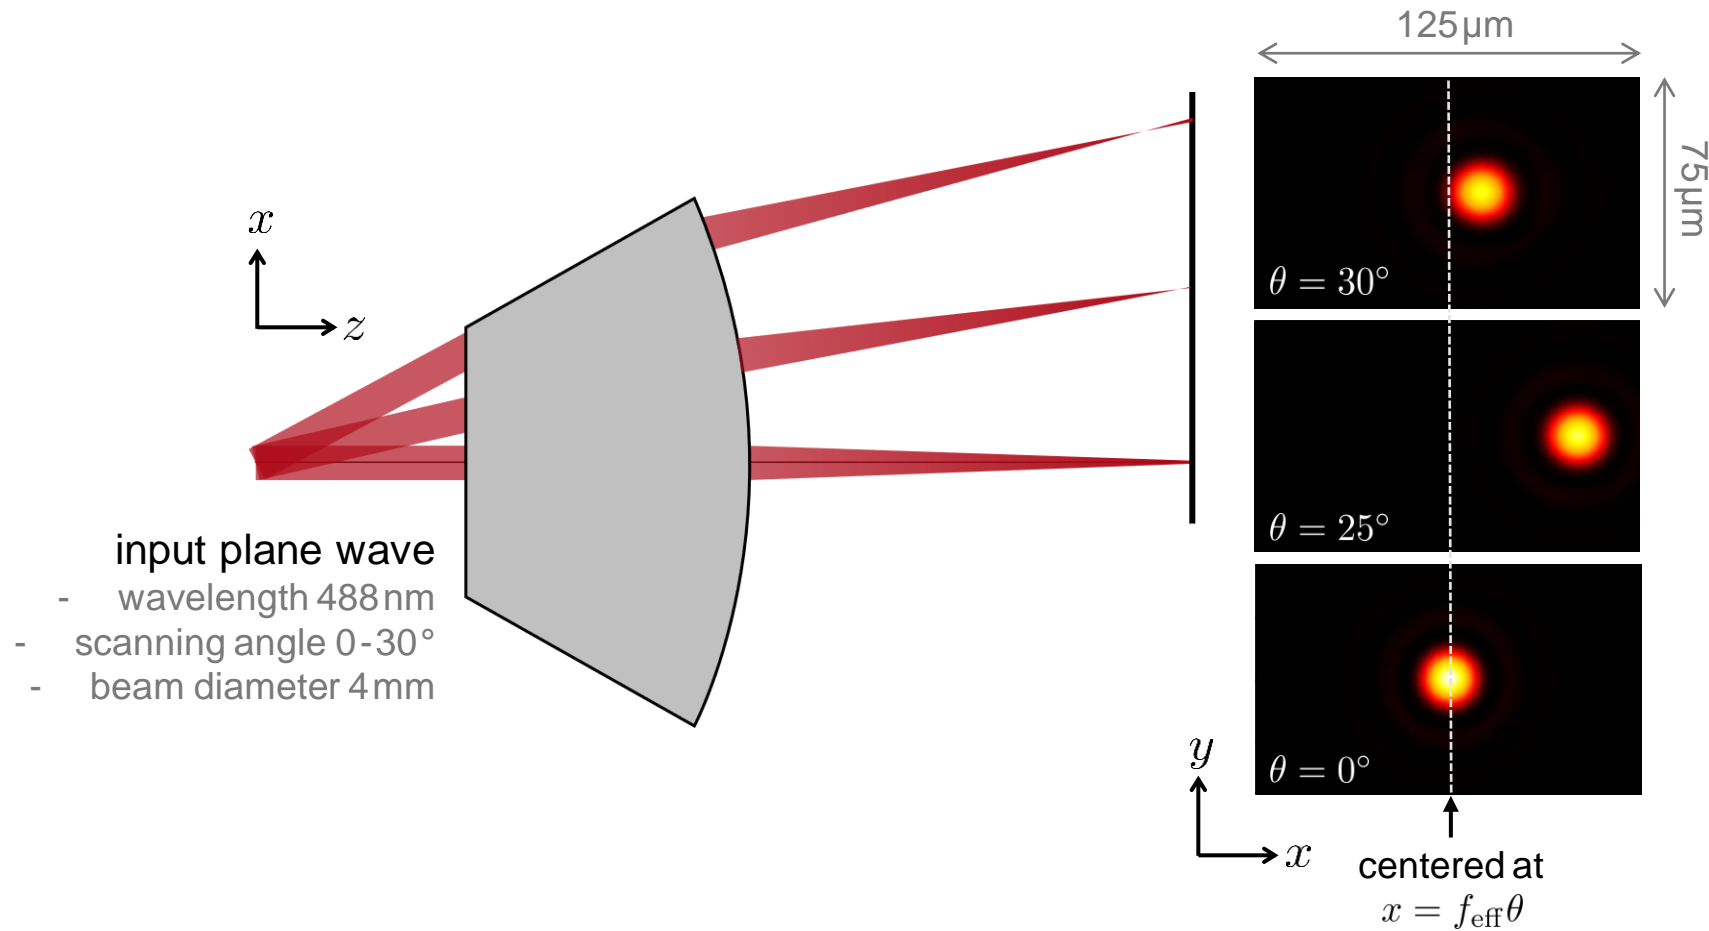 125µm
x
z
75µm
θ = 30°
θ = 25°
input plane wave
- wavelength 488nm
- scanning angle 0-30°
- beam diameter 4mm
θ = 0°
y
x
centered at
x = f_eff θ